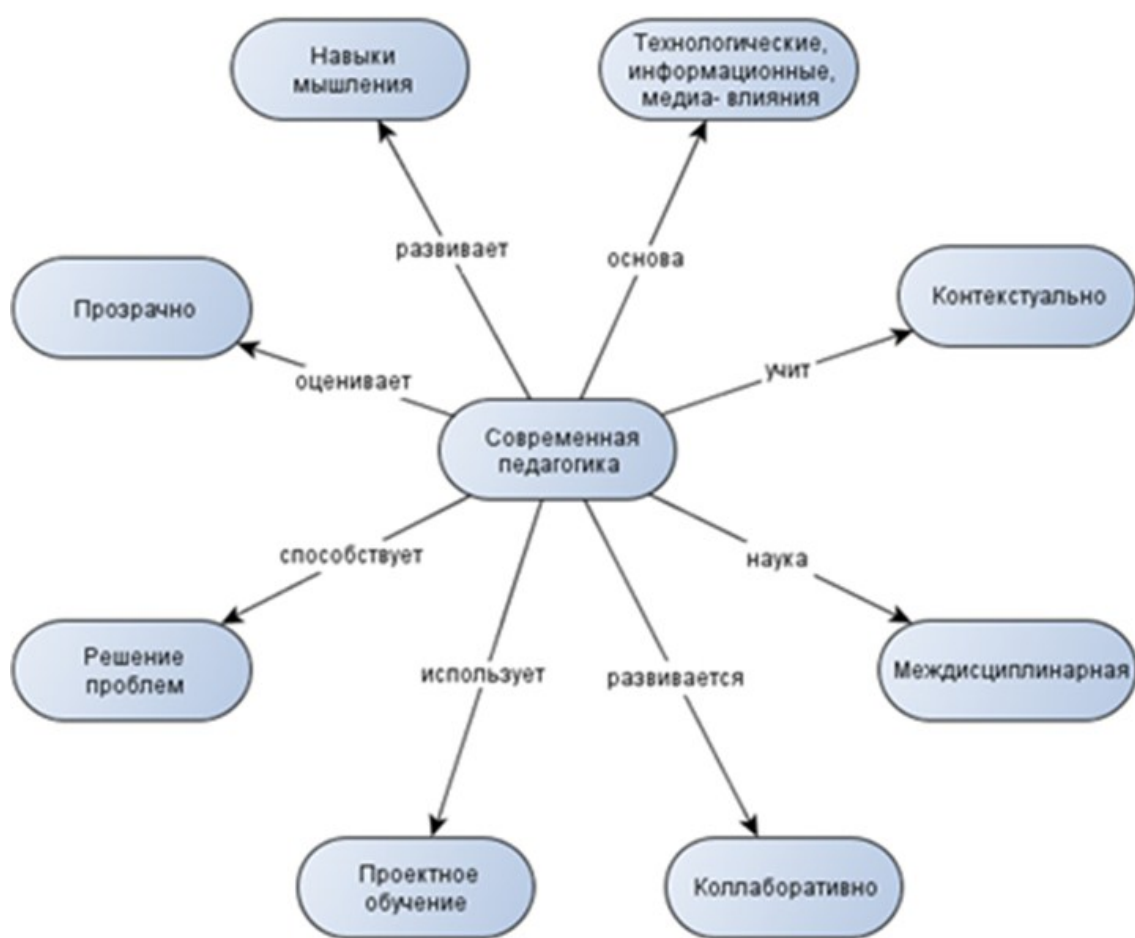 Навыки
мышления
Технологические,
информационные,
медиа- влияния
развивает
основа
Прозрачно
Контекстуально
оценивает
учит
Современная
педагогика
способствует
наука
Решение
проблем
Междисциплинарная
использует
развивается
Проектное
обучение
Коллаборативно